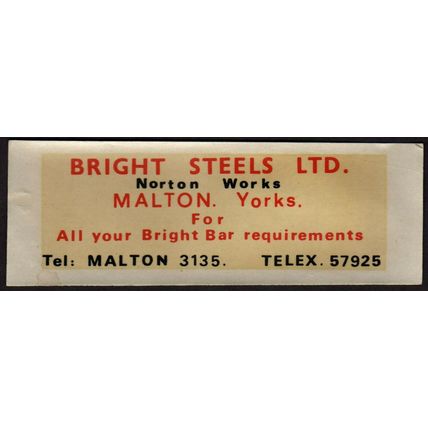 BRIGHT STEELS LTD.
Norton Works
MALTON. Yorks.
For
All your Bright Bar requirements
Tel: MALTON 3135. TELEX. 57925